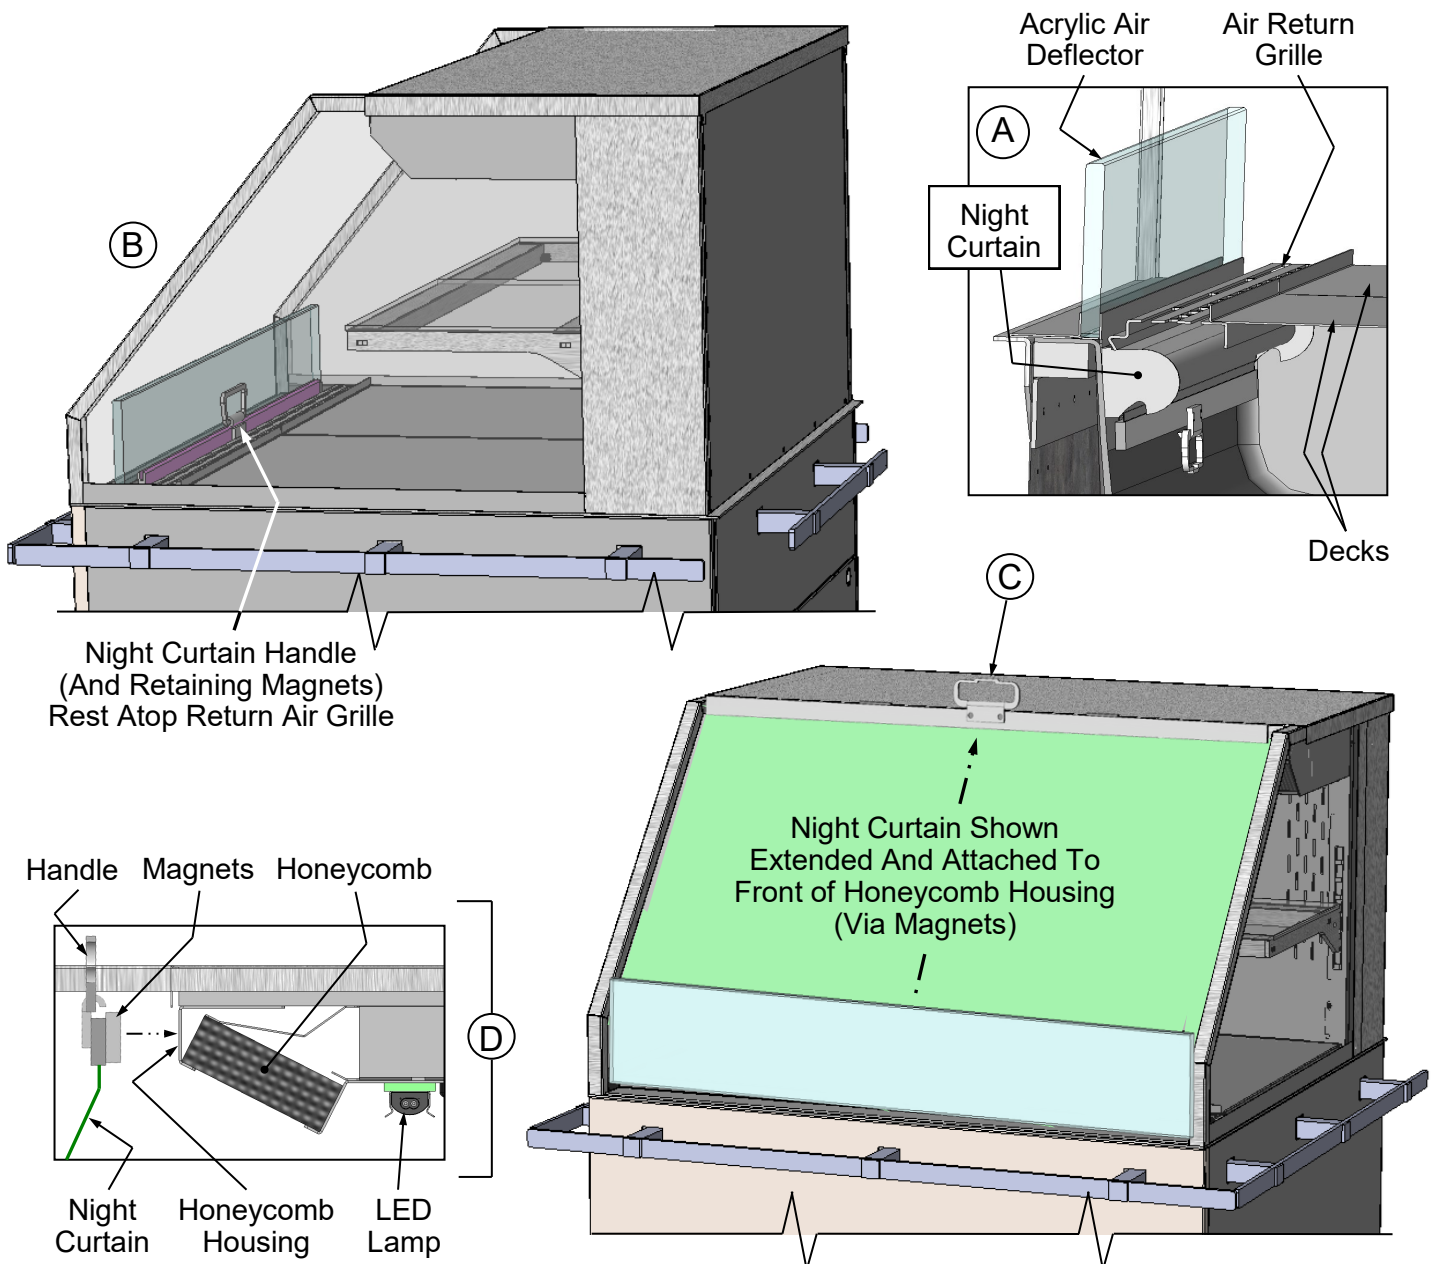 Acrylic Air
Deflector
Air Return
Grille
A
Night
Curtain
B
Decks
C
Night Curtain Handle
(And Retaining Magnets)
Rest Atop Return Air Grille
Night Curtain Shown
Extended And Attached To
Front of Honeycomb Housing
(Via Magnets)
Handle
Magnets
Honeycomb
D
Night
Curtain
Honeycomb
Housing
LED
Lamp